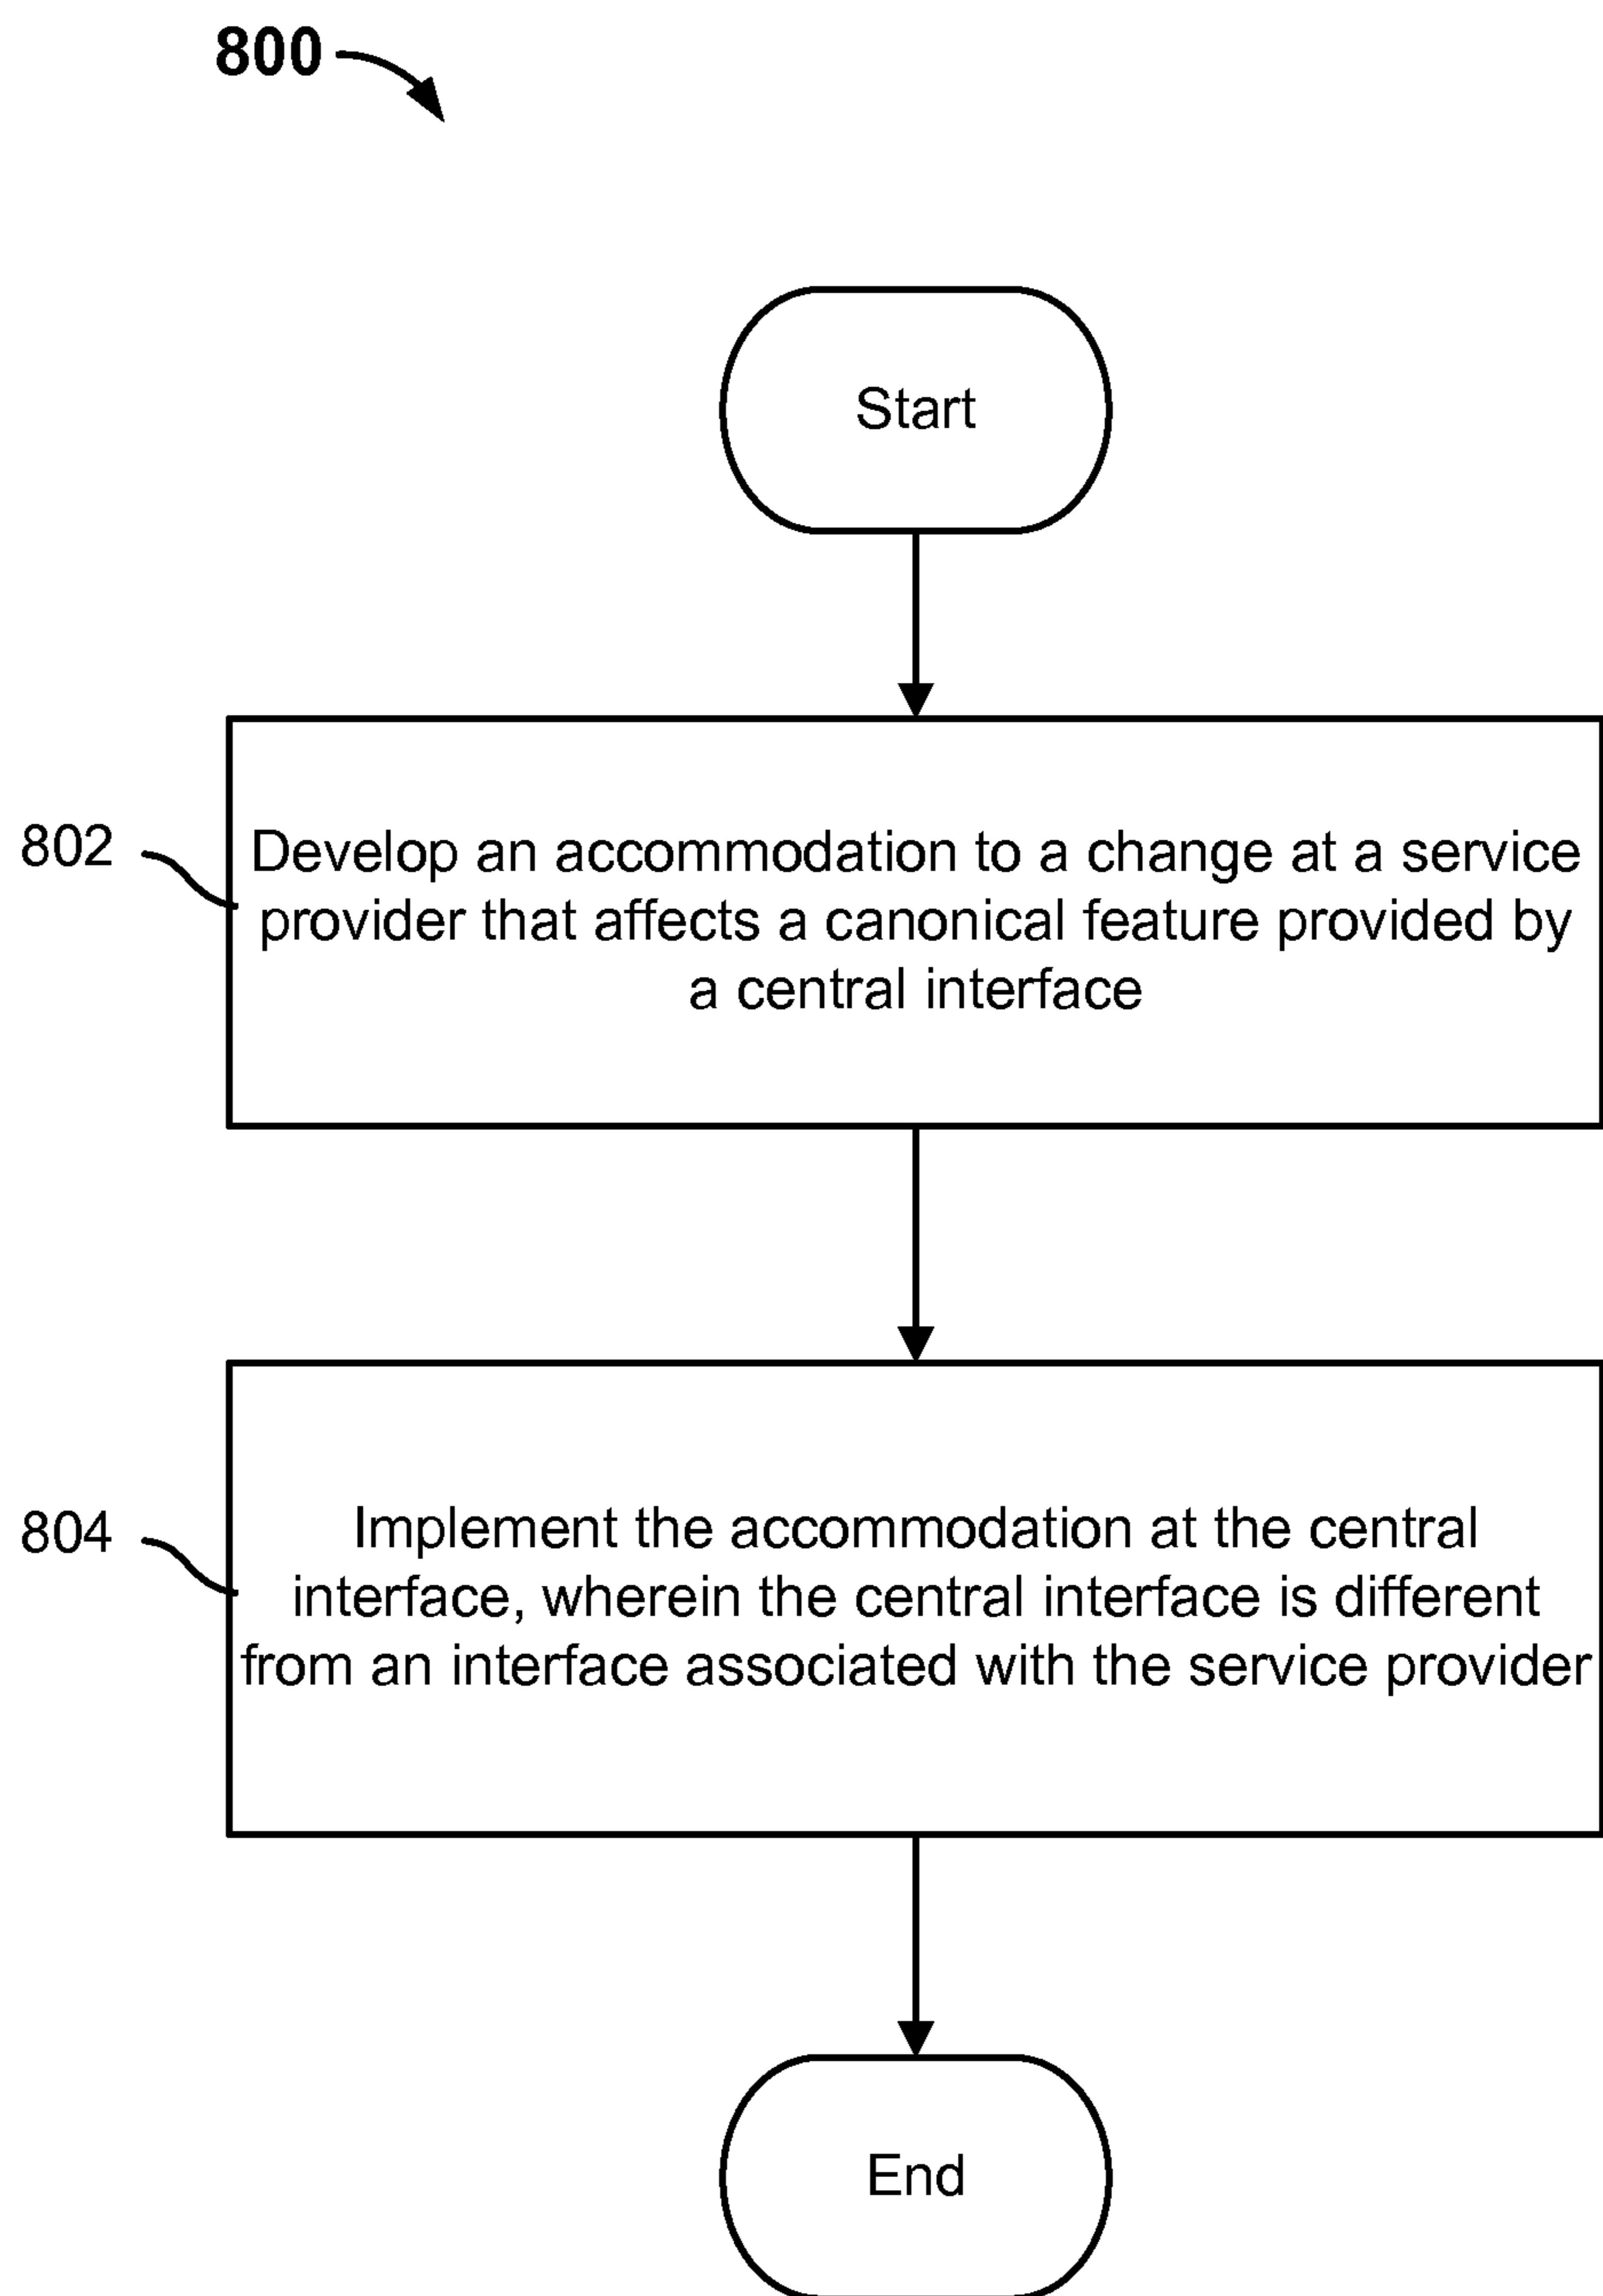 800
Start
802
Develop an accommodation to a change at a service
provider that affects a canonical feature provided by
a central interface
804
Implement the accommodation at the central
interface, wherein the central interface is different
from an interface associated with the service provider
End